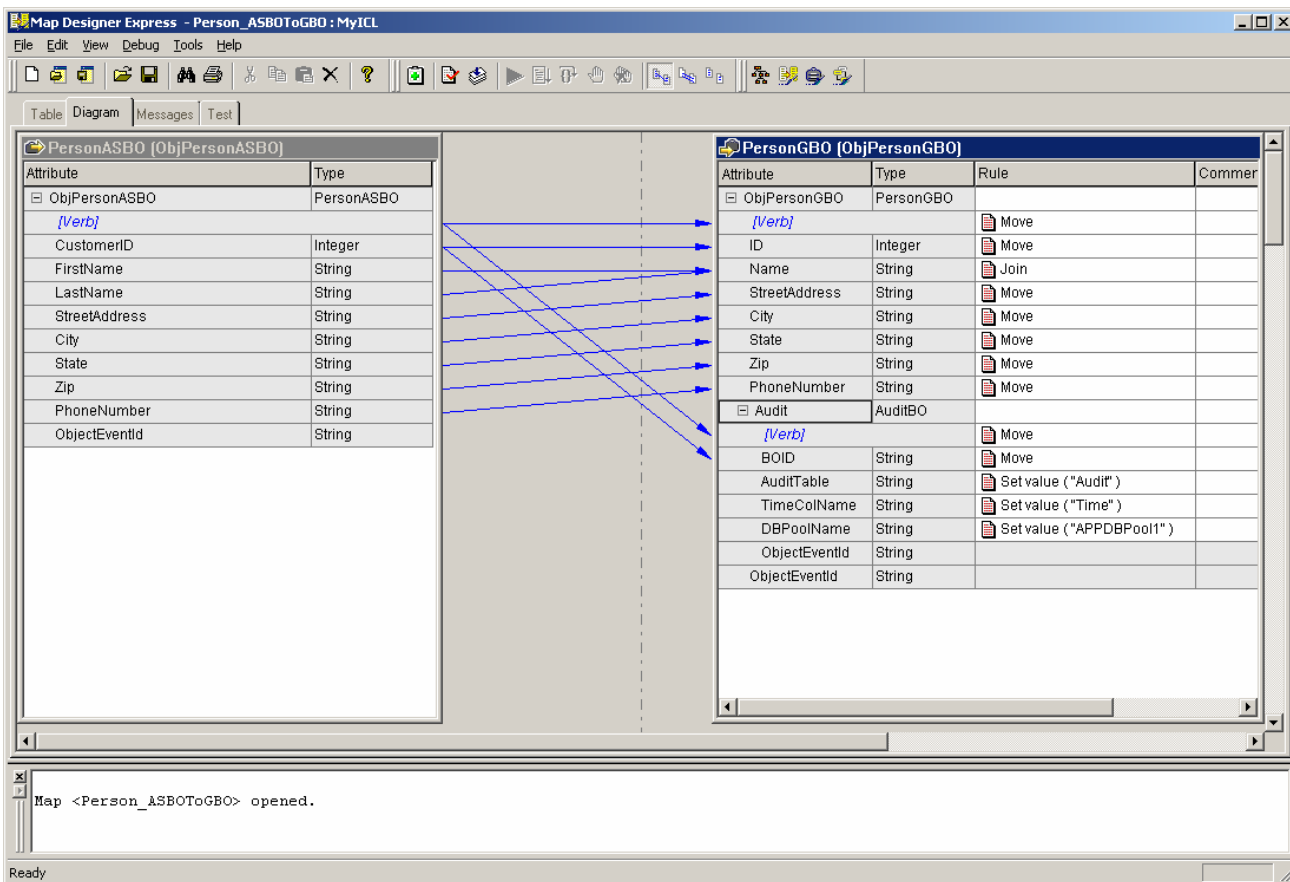 Map Designer Express - Person_ASBOToGBO : MyICL
File Edit View Debug Tools Help
Table Diagram Messages Test
PersonASBO (ObjPersonASBO)
Attribute Type
ObjPersonASBO PersonASBO
[Verb]
CustomerID Integer
FirstName String
LastName String
StreetAddress String
City String
State String
Zip String
PhoneNumber String
ObjectEventId String
PersonGBO (ObjPersonGBO)
Attribute Type Rule Commer
ObjPersonGBO PersonGBO
[Verb] Move
ID Integer Move
Name String Join
StreetAddress String Move
City String Move
State String Move
Zip String Move
PhoneNumber String Move
Audit AuditBO
[Verb] Move
BOID String Move
AuditTable String Set value ( "Audit" )
TimeColName String Set value ( "Time" )
DBPoolName String Set value ( "APPDBPool1" )
ObjectEventId String
ObjectEventId String
Map <Person_ASBOToGBO> opened.
Ready